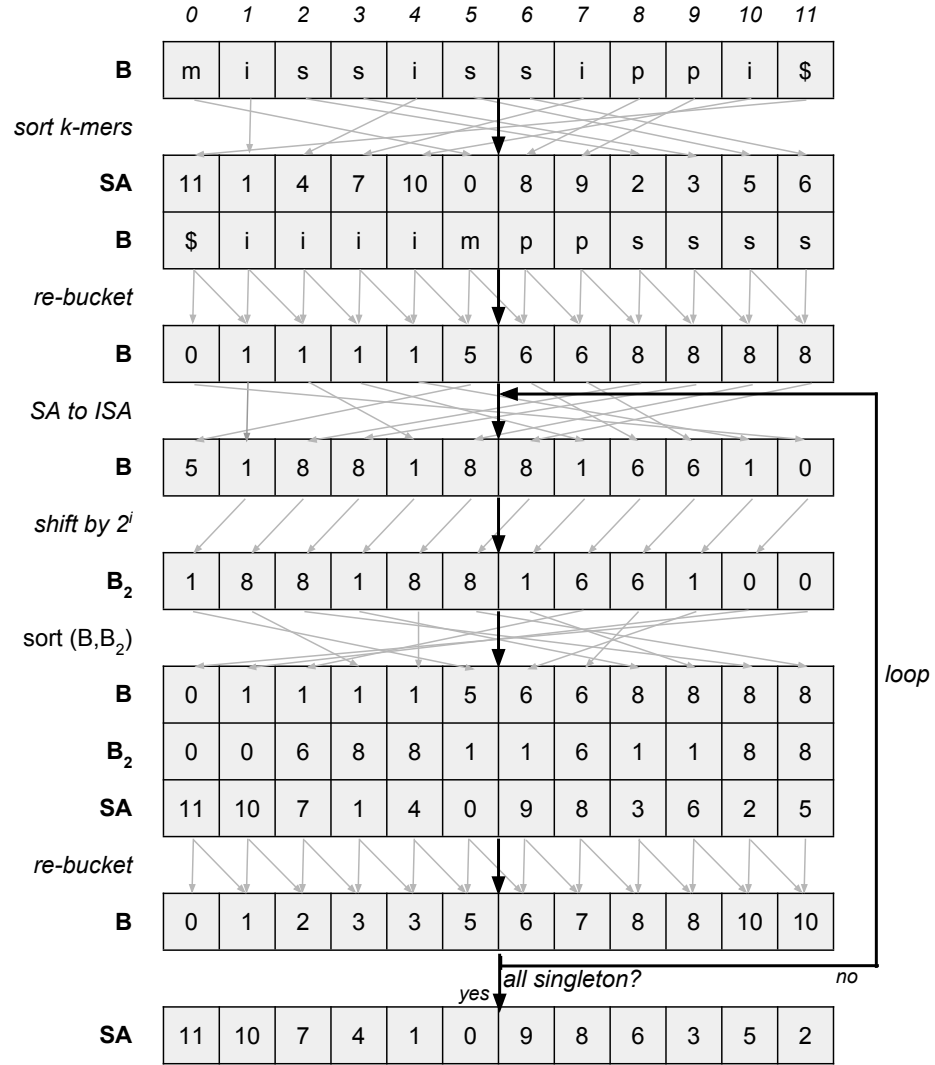 0 1 2 3 4 5 6 7 8 9 10 11
B m i s s i s s i p p i $
sort k-mers
SA 11 1 4 7 10 0 8 9 2 3 5 6
B $ i i i i m p p s s s s
re-bucket
B 0 1 1 1 1 5 6 6 8 8 8 8
SA to ISA
B 5 1 8 8 1 8 8 1 6 6 1 0
shift by 2^i
B₂ 1 8 8 1 8 8 1 6 6 1 0 0
sort (B,B₂)
B 0 1 1 1 1 5 6 6 8 8 8 8
loop
B₂ 0 0 6 8 8 1 1 6 1 1 8 8
SA 11 10 7 1 4 0 9 8 3 6 2 5
re-bucket
B 0 1 2 3 3 5 6 7 8 8 10 10
all singleton? no
yes
SA 11 10 7 4 1 0 9 8 6 3 5 2